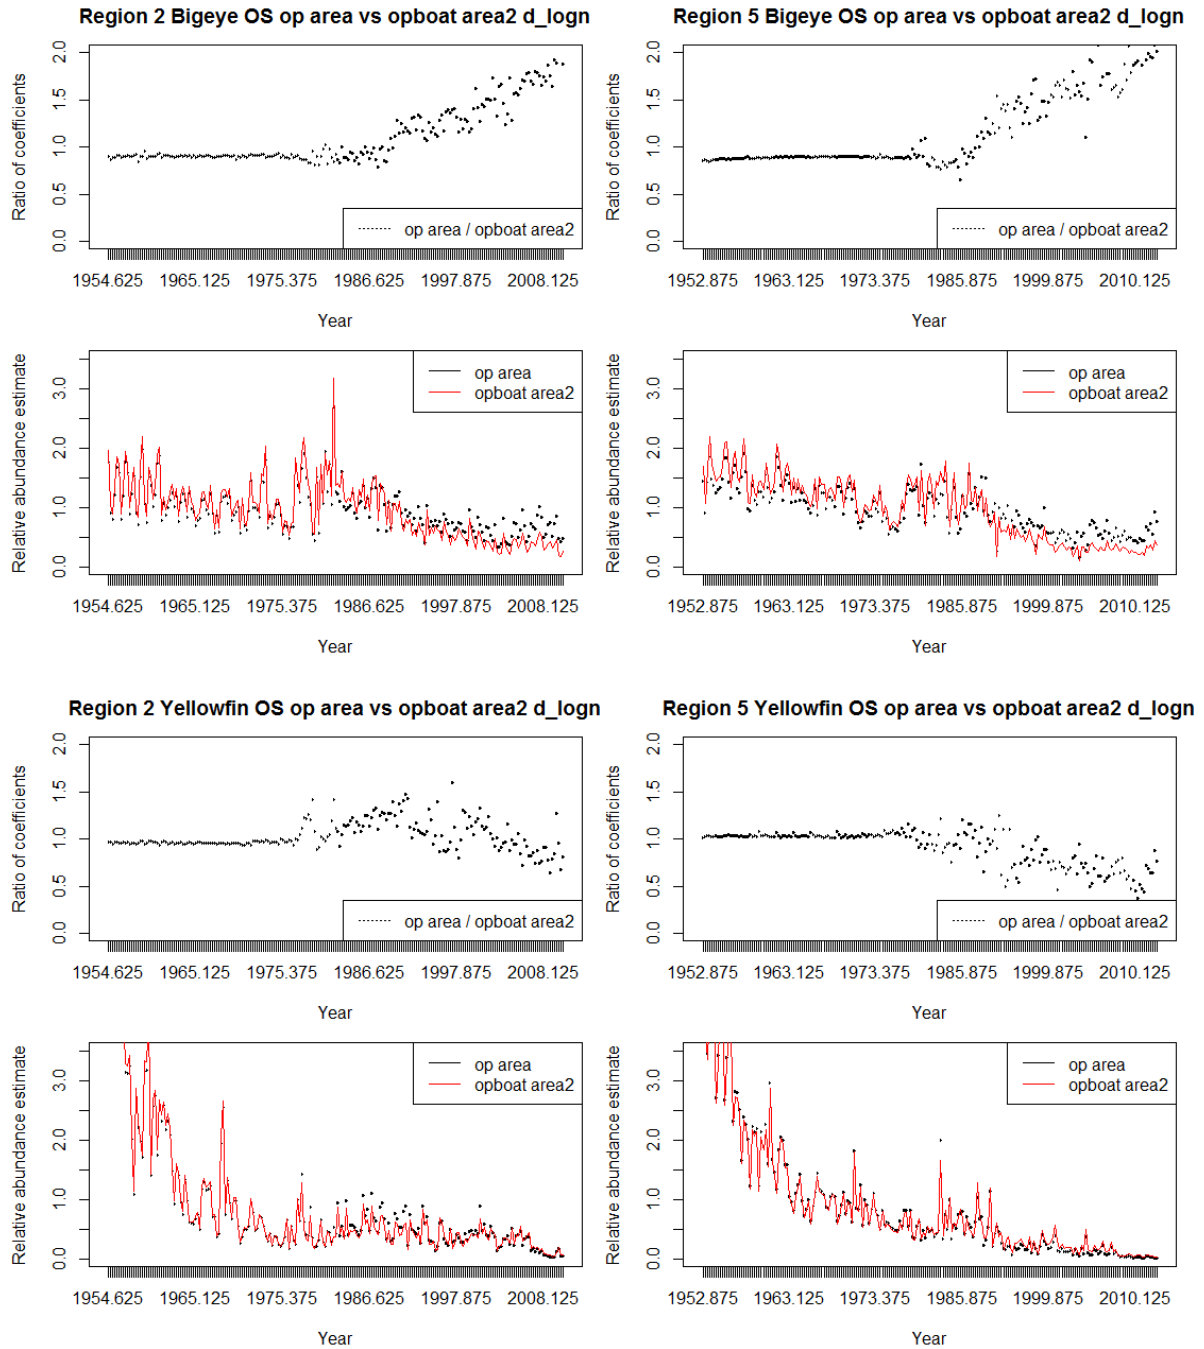 Region 2 Bigeye OS op area vs opboat area2 d_logn
Ratio of coefficients
2.0
1.5
1.0
0.5
0.0
op area / opboat area2
1954.625 1965.125 1975.375 1986.625 1997.875 2008.125
Year
Relative abundance estimate
3.0
2.0
1.0
0.0
op area
opboat area2
1954.625 1965.125 1975.375 1986.625 1997.875 2008.125
Year
Region 5 Bigeye OS op area vs opboat area2 d_logn
Ratio of coefficients
2.0
1.5
1.0
0.5
0.0
op area / opboat area2
1952.875 1963.125 1973.375 1985.875 1999.875 2010.125
Year
Relative abundance estimate
3.0
2.0
1.0
0.0
op area
opboat area2
1952.875 1963.125 1973.375 1985.875 1999.875 2010.125
Year
Region 2 Yellowfin OS op area vs opboat area2 d_logn
Ratio of coefficients
2.0
1.5
1.0
0.5
0.0
op area / opboat area2
1954.625 1965.125 1975.375 1986.625 1997.875 2008.125
Year
Relative abundance estimate
3.0
2.0
1.0
0.0
op area
opboat area2
1954.625 1965.125 1975.375 1986.625 1997.875 2008.125
Year
Region 5 Yellowfin OS op area vs opboat area2 d_logn
Ratio of coefficients
2.0
1.5
1.0
0.5
0.0
op area / opboat area2
1952.875 1963.125 1973.375 1985.875 1999.875 2010.125
Year
Relative abundance estimate
3.0
2.0
1.0
0.0
op area
opboat area2
1952.875 1963.125 1973.375 1985.875 1999.875 2010.125
Year